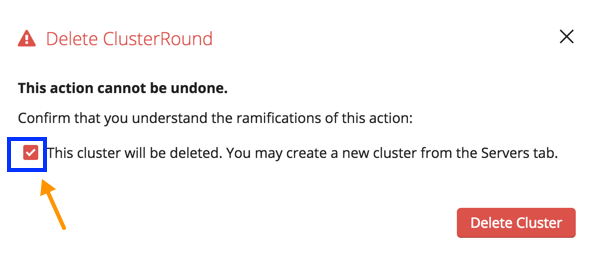 Delete ClusterRound
This action cannot be undone.
Confirm that you understand the ramifications of this action:
This cluster will be deleted. You may create a new cluster from the Servers tab.
Delete Cluster